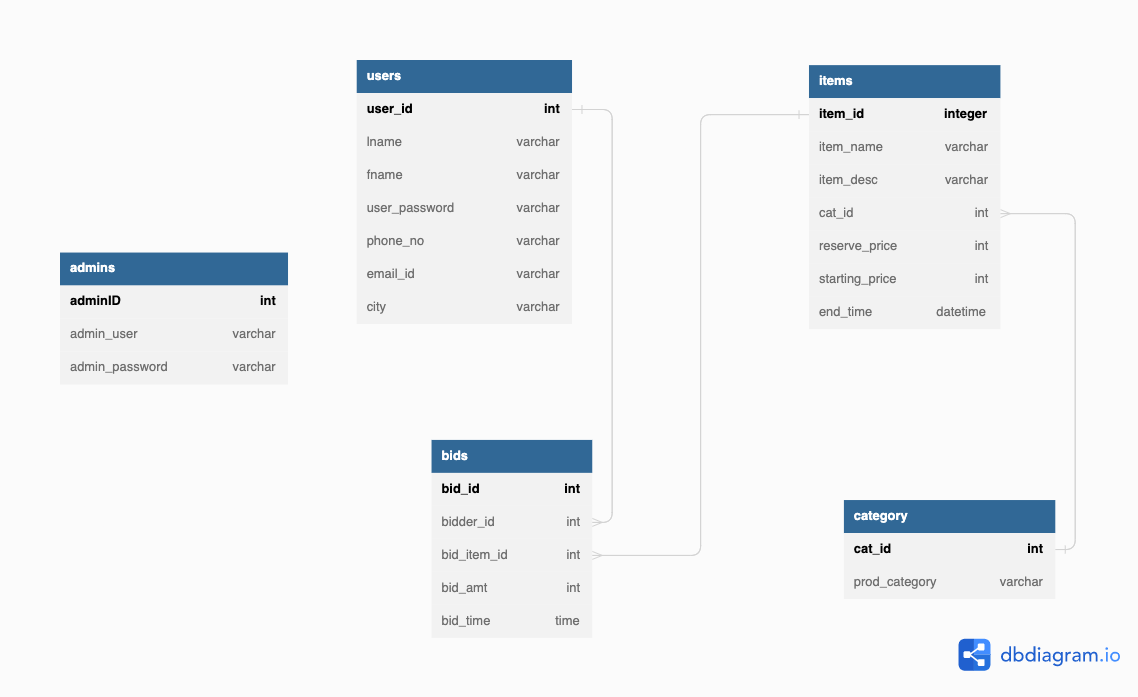 users
user_id int
lname varchar
fname varchar
user_password varchar
phone_no varchar
email_id varchar
city varchar
items
item_id integer
item_name varchar
item_desc varchar
cat_id int
reserve_price int
starting_price int
end_time datetime
admins
adminID int
admin_user varchar
admin_password varchar
bids
bid_id int
bidder_id int
bid_item_id int
bid_amt int
bid_time time
category
cat_id int
prod_category varchar
dbdiagram.io